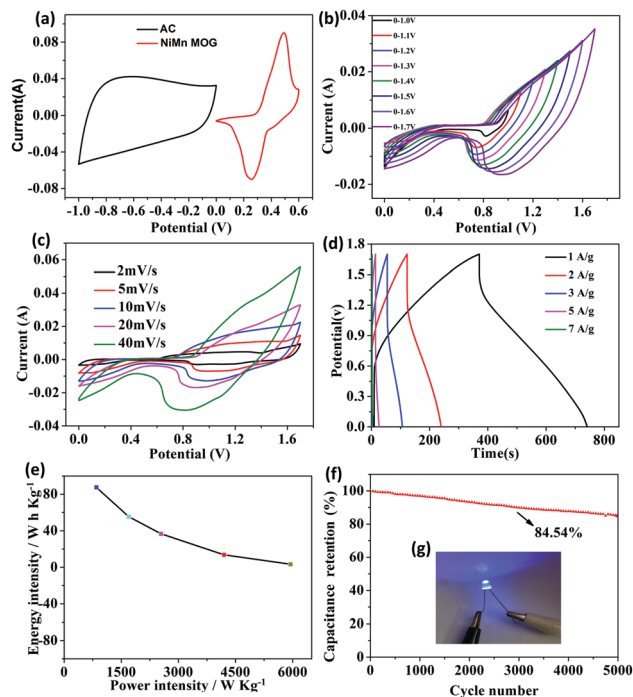 (a)
AC
NiMn MOG
0.08
0.04
0.00
-0.04
-0.08
Current(A)
-1.0 -0.8 -0.6 -0.4 -0.2 0.0 0.2 0.4 0.6
Potential (V)
(b)
0-1.0V
0-1.1V
0-1.2V
0-1.3V
0-1.4V
0-1.5V
0-1.6V
0-1.7V
0.04
0.02
0.00
-0.02
Current (A)
0.0 0.4 0.8 1.2 1.6
Potential (V)
(c)
2mV/s
5mV/s
10mV/s
20mV/s
40mV/s
0.06
0.04
0.02
0.00
-0.02
-0.04
Current (A)
0.0 0.4 0.8 1.2 1.6
Potential (V)
(d)
1 A/g
2 A/g
3 A/g
5 A/g
7 A/g
1.8
1.5
1.2
0.9
0.6
0.3
0.0
Potential(v)
0 200 400 600 800
Time(s)
(e)
80
40
0
-40
-80
Energy intensity / W h Kg-1
0 1500 3000 4500 6000
Power intensity / W Kg-1
(f)
100
80
60
40
20
0
Capacitance retention (%)
84.54%
(g)
0 1000 2000 3000 4000 5000
Cycle number